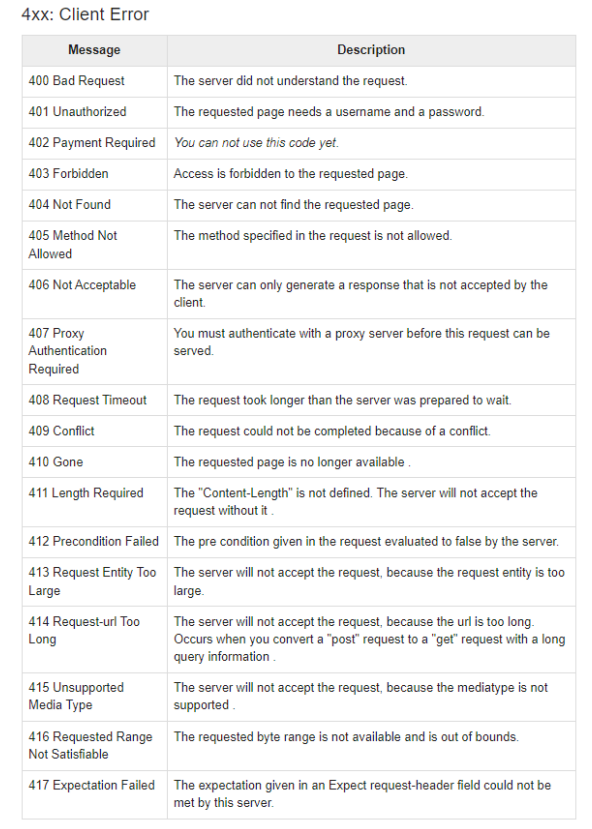 4xx: Client Error
Message Description
400 Bad Request The server did not understand the request.
401 Unauthorized The requested page needs a username and a password.
402 Payment Required You can not use this code yet.
403 Forbidden Access is forbidden to the requested page.
404 Not Found The server can not find the requested page.
405 Method Not The method specified in the request is not allowed.
Allowed
406 Not Acceptable The server can only generate a response that is not accepted by the
client.
407 Proxy You must authenticate with a proxy server before this request can be
Authentication served.
Required
408 Request Timeout The request took longer than the server was prepared to wait.
409 Conflict The request could not be completed because of a conflict.
410 Gone The requested page is no longer available .
411 Length Required The "Content-Length" is not defined. The server will not accept the
request without it .
412 Precondition Failed The pre condition given in the request evaluated to false by the server.
413 Request Entity Too The server will not accept the request, because the request entity is too
Large large.
414 Request-url Too The server will not accept the request, because the url is too long.
Long Occurs when you convert a "post" request to a "get" request with a long
query information .
415 Unsupported The server will not accept the request, because the mediatype is not
Media Type supported .
416 Requested Range The requested byte range is not available and is out of bounds.
Not Satisfiable
417 Expectation Failed The expectation given in an Expect request-header field could not be
met by this server.